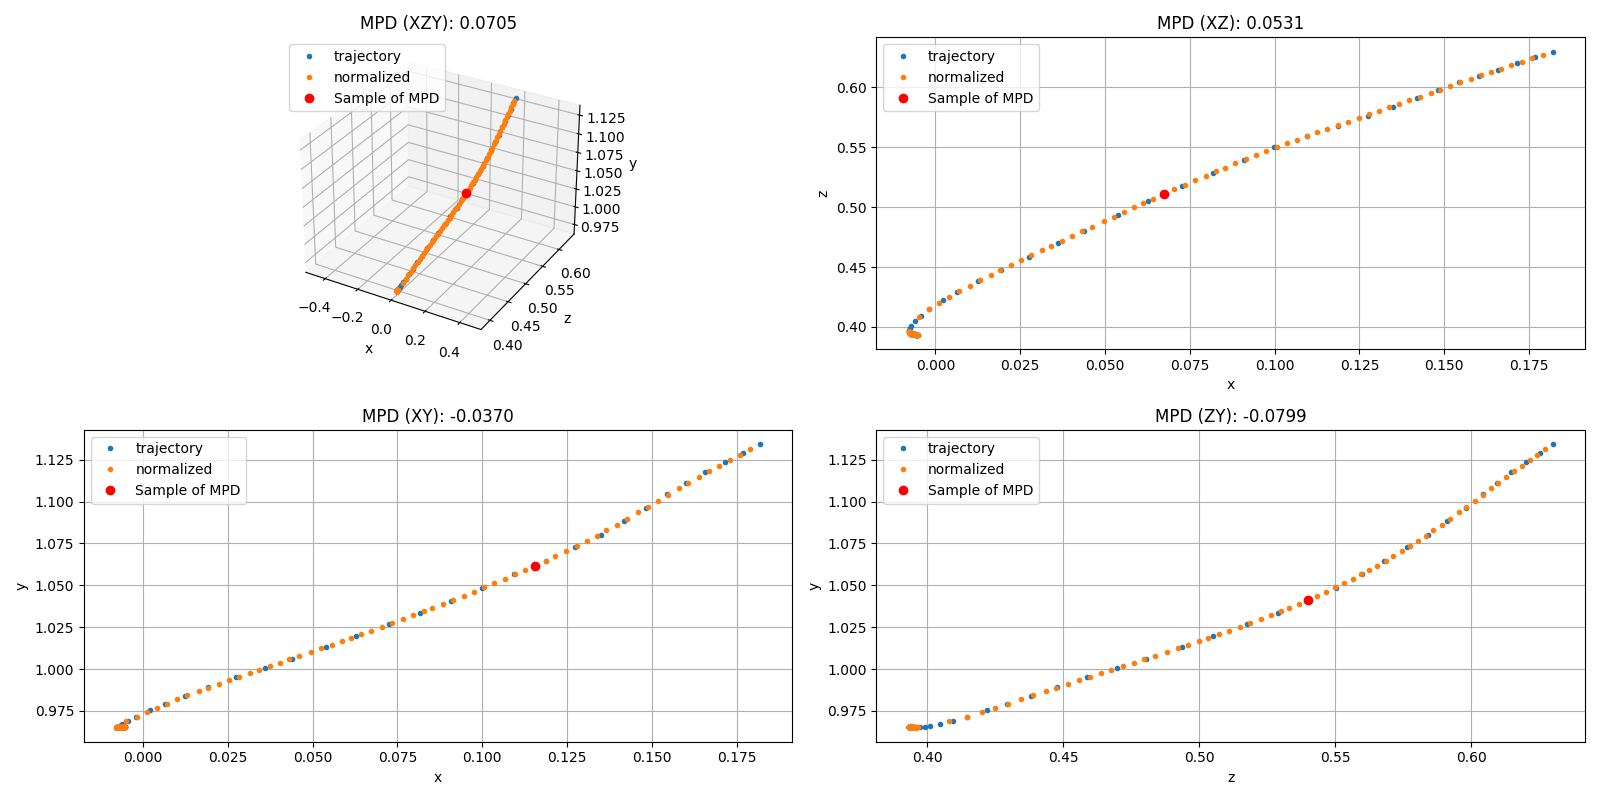 MPD (XZY): 0.0705
trajectory
normalized
Sample of MPD
1.125
1.100
1.075
1.050
1.025
1.000
0.975
y
−0.4
−0.2
0.0
0.2
0.4
x
0.60
0.55
0.50
0.45
0.40
z
MPD (XZ): 0.0531
trajectory
normalized
Sample of MPD
0.60
0.55
0.50
0.45
0.40
z
0.000 0.025 0.050 0.075 0.100 0.125 0.150 0.175
x
MPD (XY): -0.0370
trajectory
normalized
Sample of MPD
1.125
1.100
1.075
1.050
1.025
1.000
0.975
y
0.000 0.025 0.050 0.075 0.100 0.125 0.150 0.175
x
MPD (ZY): -0.0799
trajectory
normalized
Sample of MPD
1.125
1.100
1.075
1.050
1.025
1.000
0.975
y
0.40 0.45 0.50 0.55 0.60
z